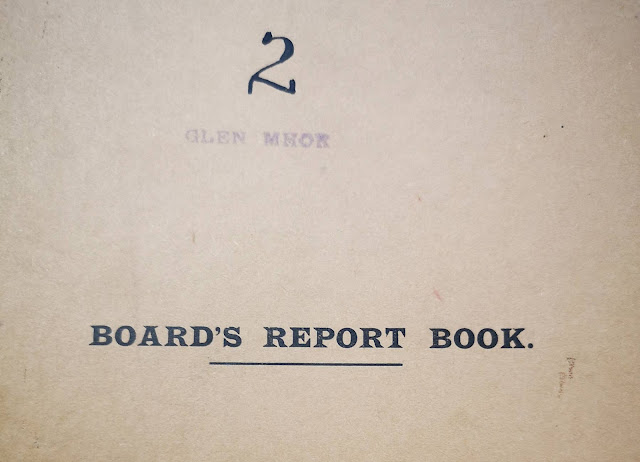 2
GLEN MHOR
BOARD'S REPORT BOOK.